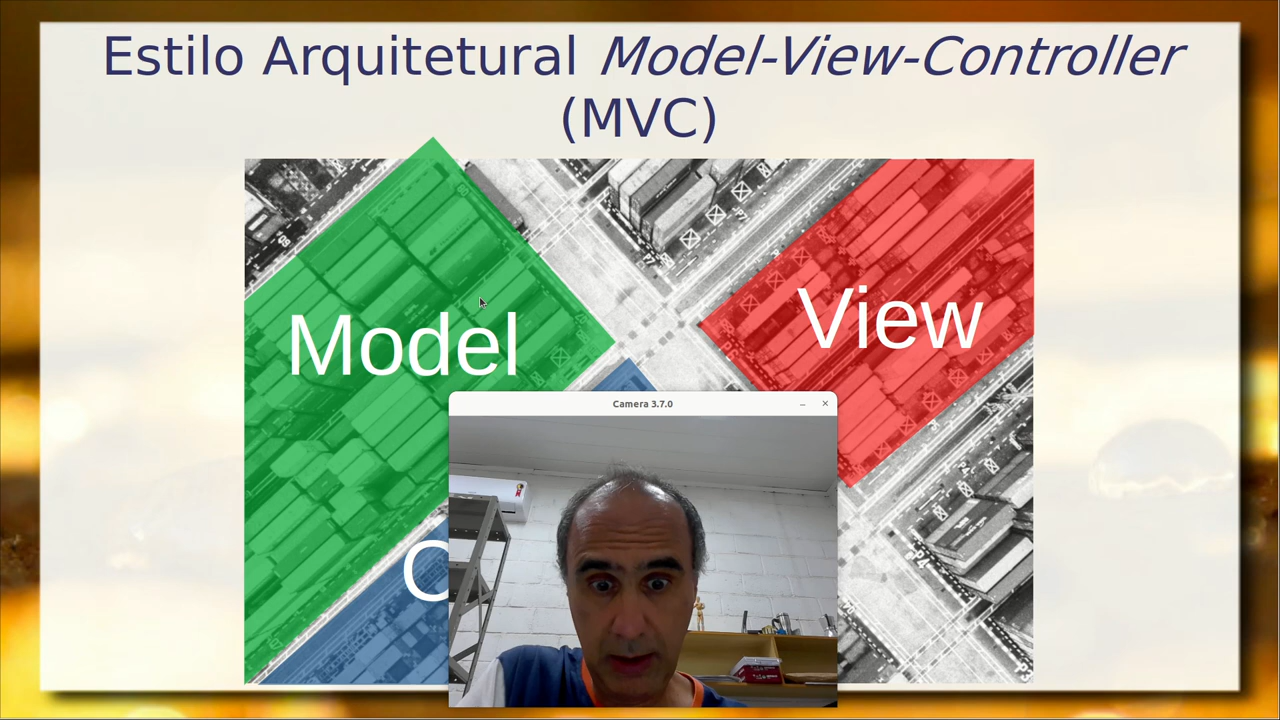 Estilo Arquitetural Model-View-Controller
(MVC)
View
Model
Camera 3.7.0
C